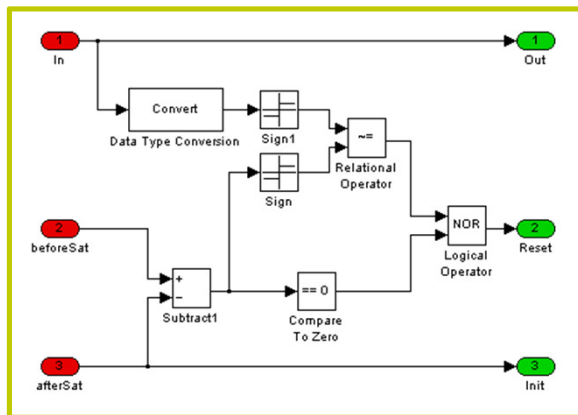 1
1
In
Out
Convert
Data Type Conversion
Sign1
~=
Relational
Operator
Sign
2
beforeSat
NOR
Logical
Operator
2
Reset
+
−
Subtract1
== 0
Compare
To Zero
3
afterSat
3
Init